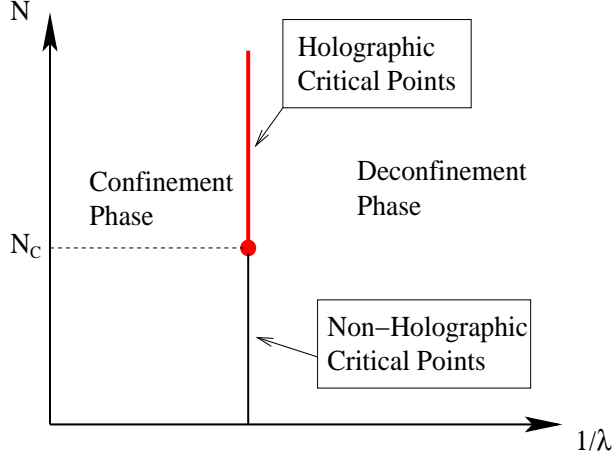 N
Holographic
Critical Points
Confinement
Phase
Deconfinement
Phase
N_C
Non-Holographic
Critical Points
1/λ